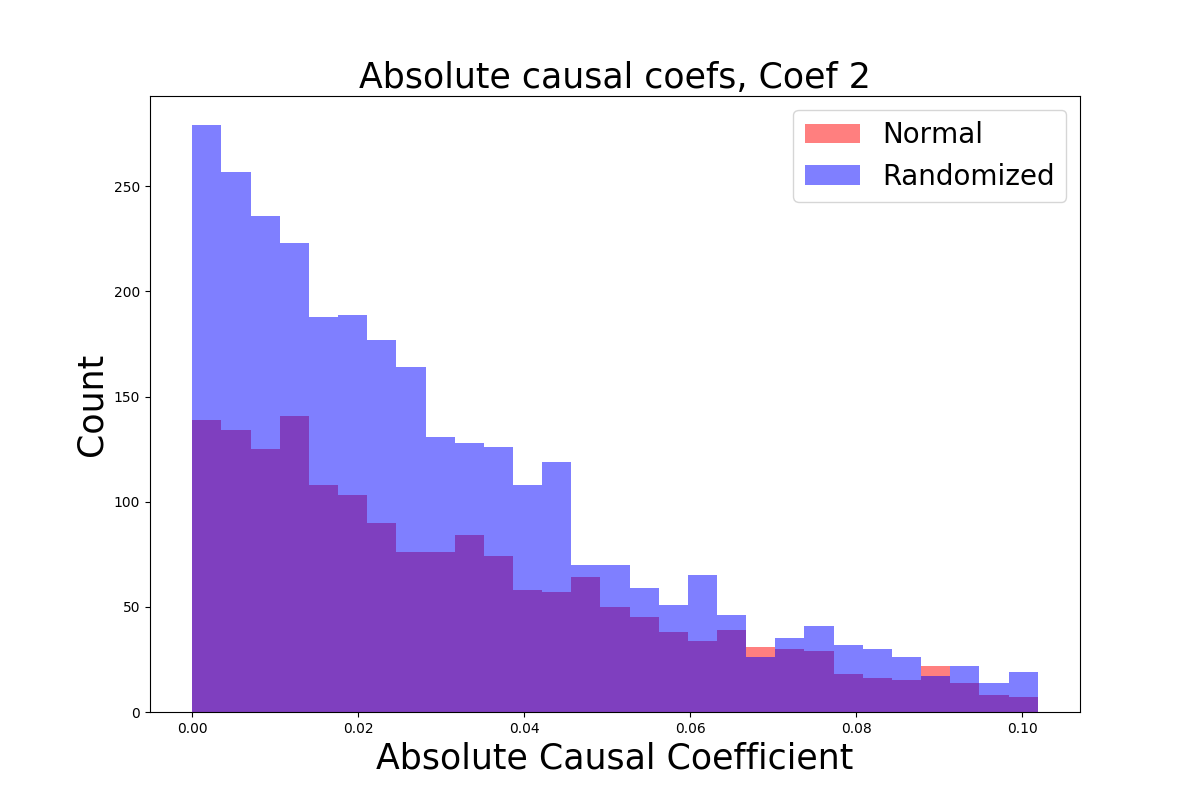 Absolute causal coefs, Coef 2
Normal
Randomized
250
200
150
100
50
0
Count
0.00 0.02 0.04 0.06 0.08 0.10
Absolute Causal Coefficient